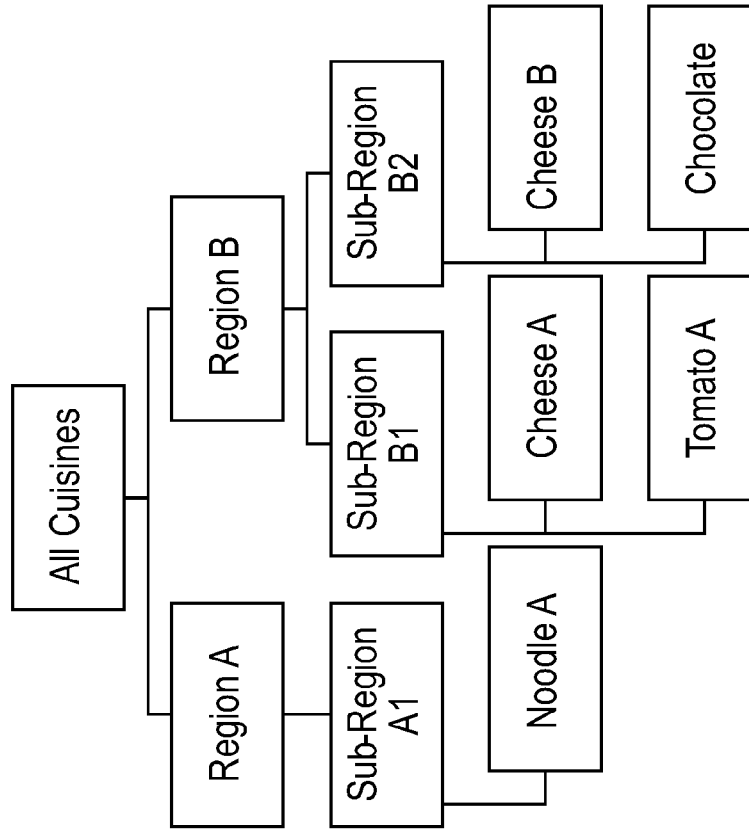 All Cuisines
Region A
Region B
Sub-Region
A1
Sub-Region
B1
Sub-Region
B2
Noodle A
Cheese A
Cheese B
Tomato A
Chocolate